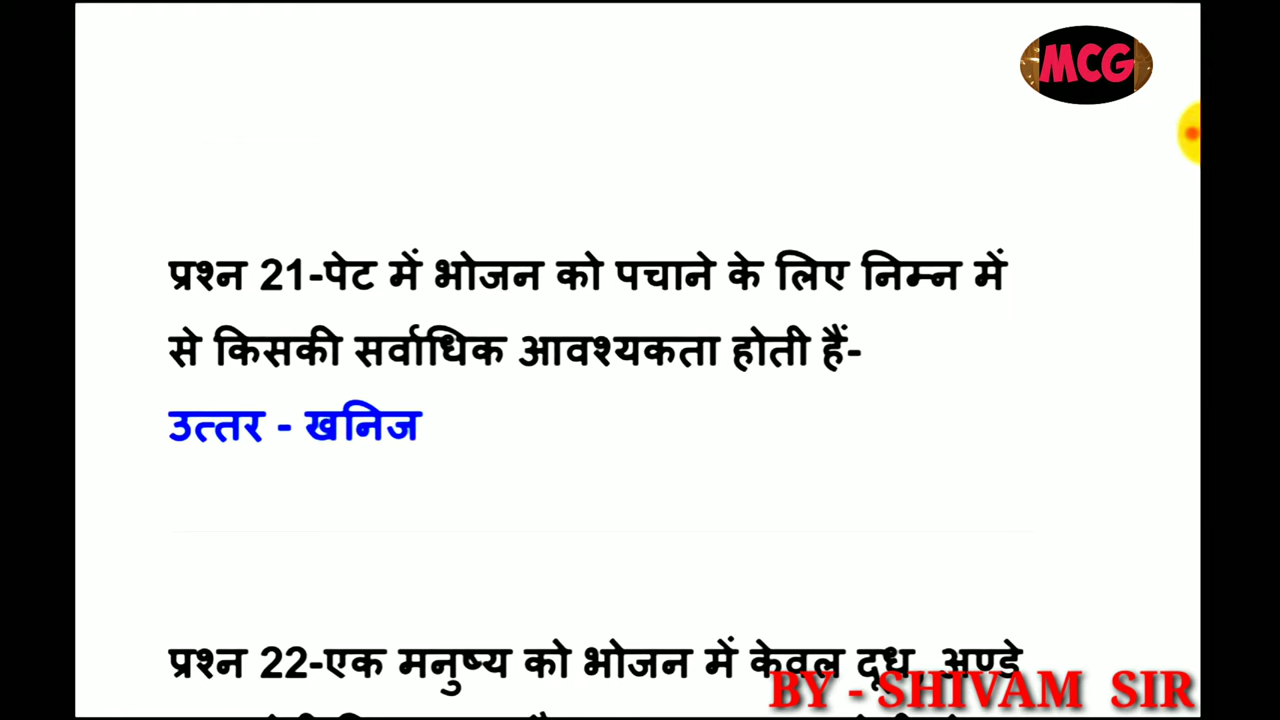 MCG
प्रश्न 21-पेट में भोजन को पचाने के लिए निम्न में
से किसकी सर्वाधिक आवश्यकता होती हैं-
उत्तर - खनिज
प्रश्न 22-एक मनुष्य को भोजन में केवल दूध अण्डे
BY - SHIVAM SIR